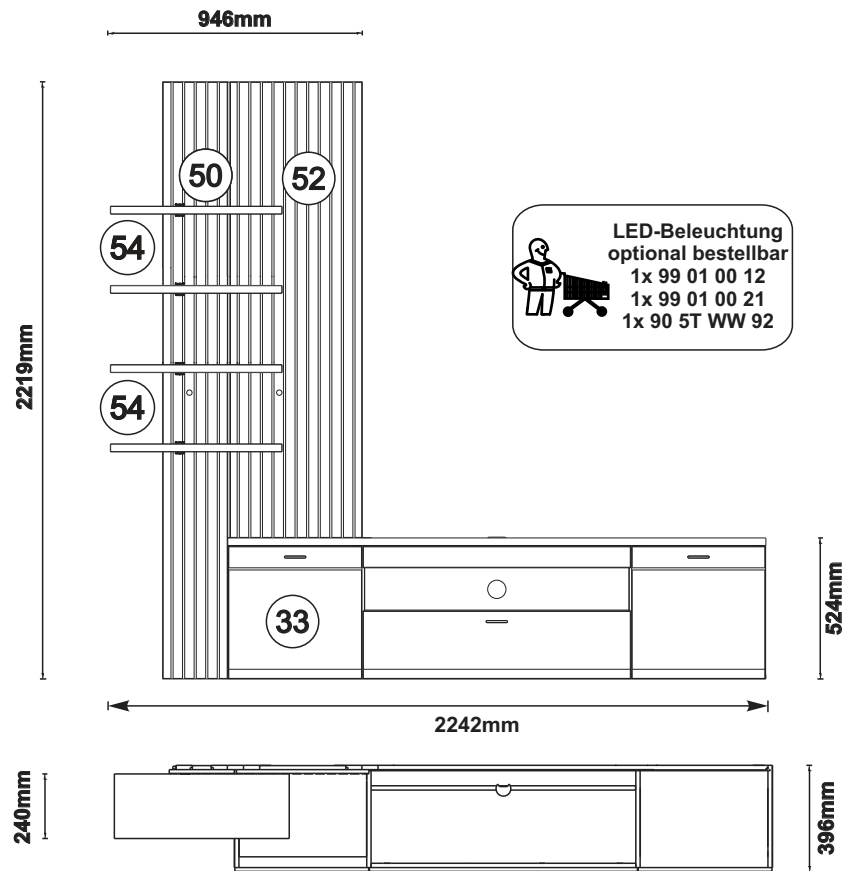 946mm
50
52
54
2219mm
54
LED-Beleuchtung
optional bestellbar
1x 99 01 00 12
1x 99 01 00 21
1x 90 5T WW 92
33
524mm
2242mm
240mm
396mm